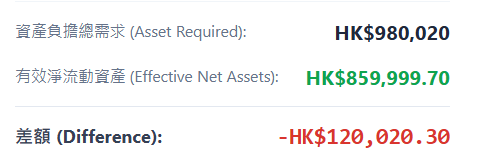 資產負擔總需求 (Asset Required): HK$980,020
有效淨流動資產 (Effective Net Assets): HK$859,999.70
差額 (Difference): -HK$120,020.30